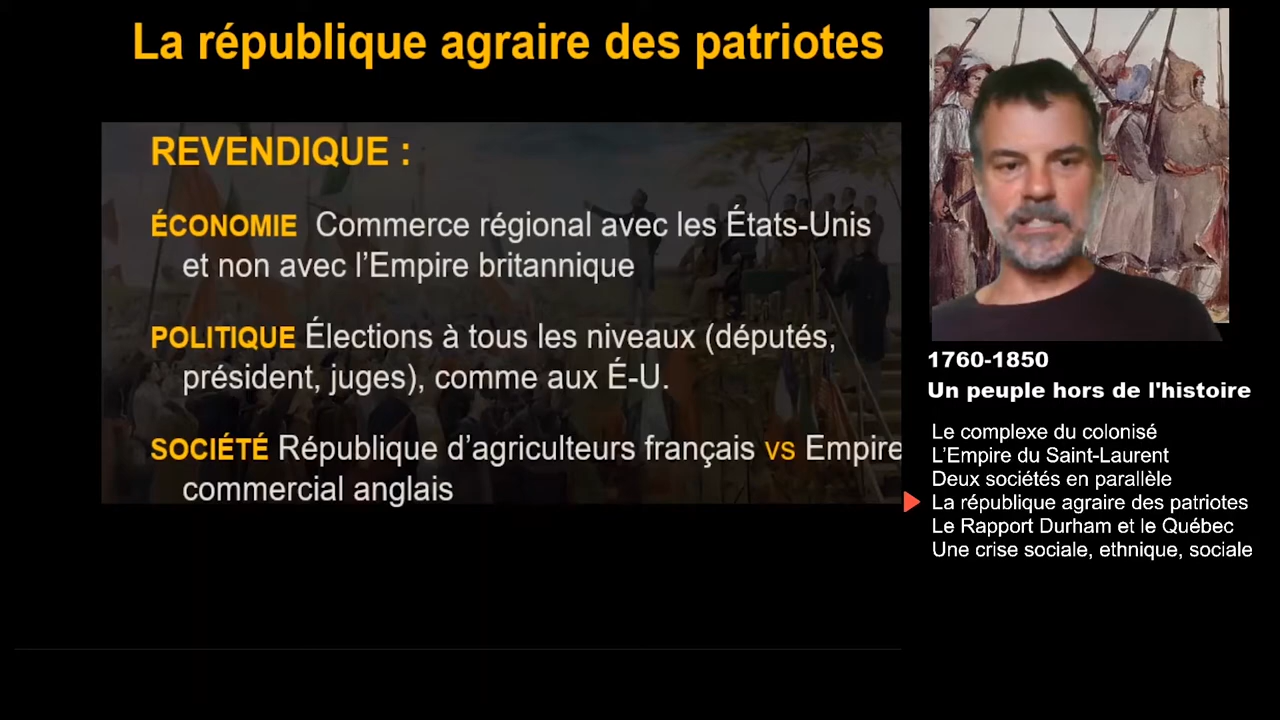 La république agraire des patriotes
REVENDIQUE :
ÉCONOMIE Commerce régional avec les États-Unis
et non avec l'Empire britannique
POLITIQUE Élections à tous les niveaux (députés,
président, juges), comme aux É-U.
SOCIÉTÉ République d'agriculteurs français vs Empire
commercial anglais
1760-1850
Un peuple hors de l'histoire
Le complexe du colonisé
L'Empire du Saint-Laurent
Deux sociétés en parallèle
La république agraire des patriotes
Le Rapport Durham et le Québec
Une crise sociale, ethnique, sociale